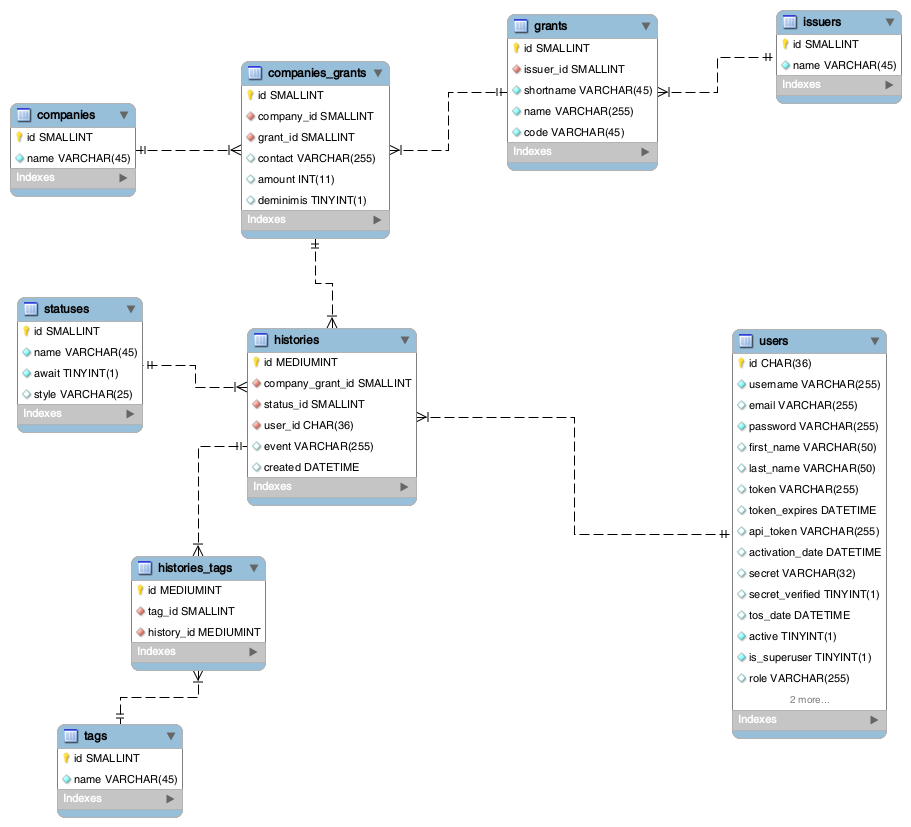 companies
id SMALLINT
name VARCHAR(45)
Indexes
companies_grants
id SMALLINT
company_id SMALLINT
grant_id SMALLINT
contact VARCHAR(255)
amount INT(11)
deminimis TINYINT(1)
Indexes
grants
id SMALLINT
issuer_id SMALLINT
shortname VARCHAR(45)
name VARCHAR(255)
code VARCHAR(45)
Indexes
issuers
id SMALLINT
name VARCHAR(45)
Indexes
statuses
id SMALLINT
name VARCHAR(45)
await TINYINT(1)
style VARCHAR(25)
Indexes
histories
id MEDIUMINT
company_grant_id SMALLINT
status_id SMALLINT
user_id CHAR(36)
event VARCHAR(255)
created DATETIME
Indexes
users
id CHAR(36)
username VARCHAR(255)
email VARCHAR(255)
password VARCHAR(255)
first_name VARCHAR(50)
last_name VARCHAR(50)
token VARCHAR(255)
token_expires DATETIME
api_token VARCHAR(255)
activation_date DATETIME
secret VARCHAR(32)
secret_verified TINYINT(1)
tos_date DATETIME
active TINYINT(1)
is_superuser TINYINT(1)
role VARCHAR(255)
2 more...
Indexes
histories_tags
id MEDIUMINT
tag_id SMALLINT
history_id MEDIUMINT
Indexes
tags
id SMALLINT
name VARCHAR(45)
Indexes